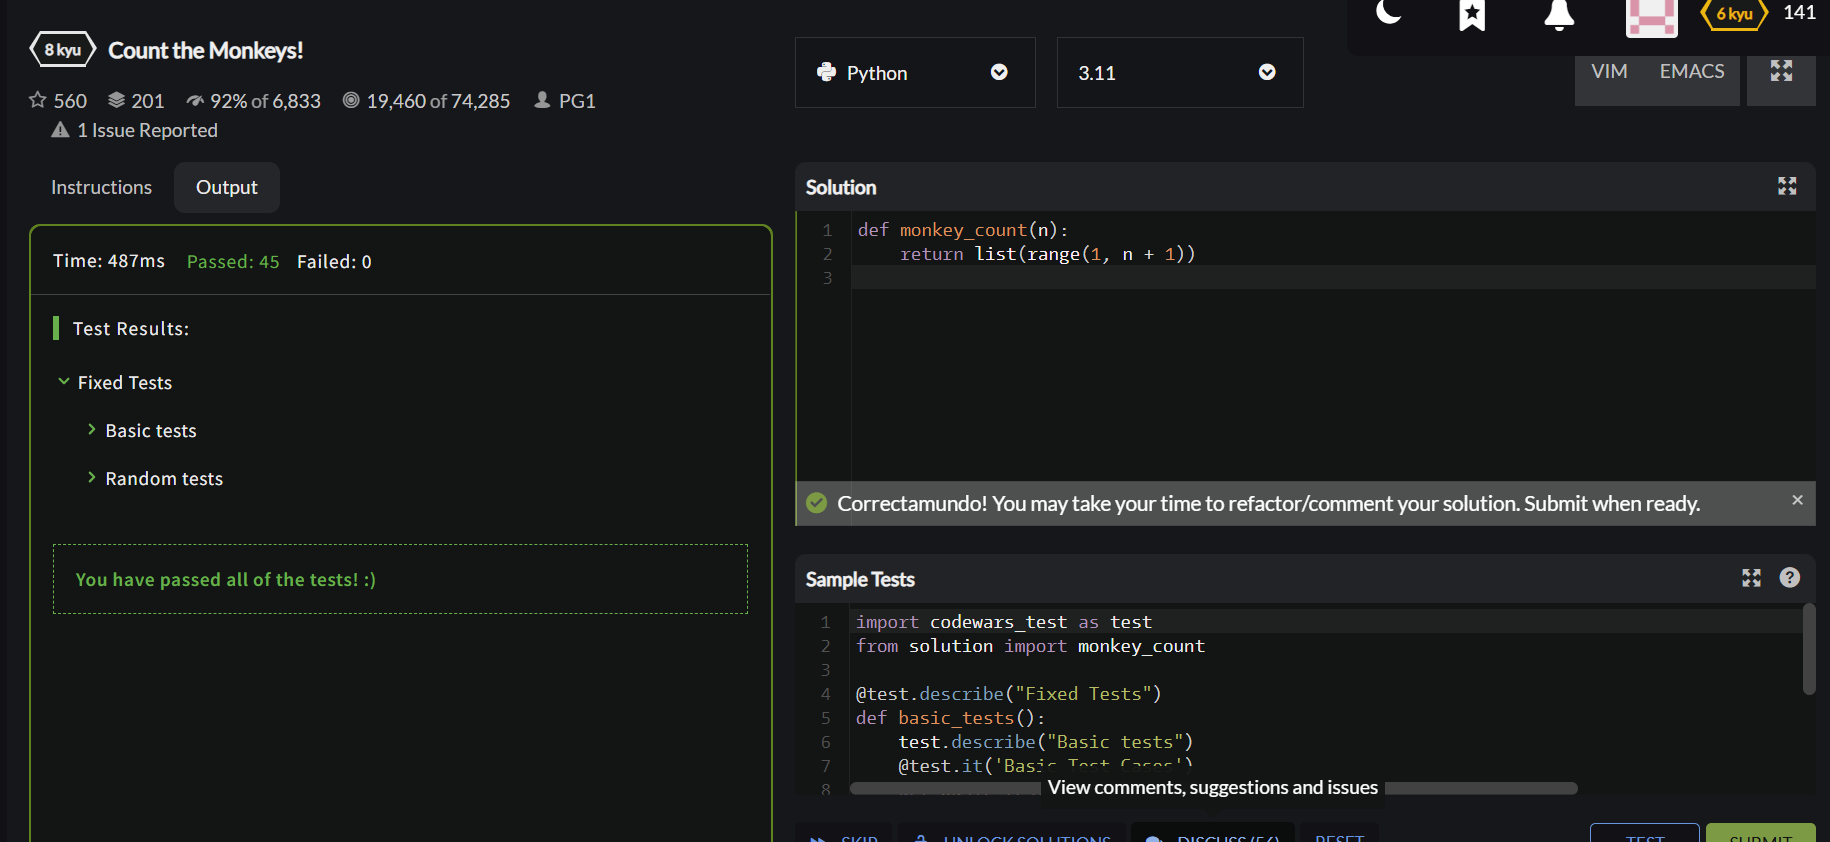 6 kyu 141
8 kyu Count the Monkeys!
Python
3.11
VIM EMACS
560 201 92% of 6,833 19,460 of 74,285 PG1
1 Issue Reported
Instructions Output
Time: 487ms Passed: 45 Failed: 0
Test Results:
Fixed Tests
Basic tests
Random tests
You have passed all of the tests! :)
Solution
1 def monkey_count(n):
2 return list(range(1, n + 1))
3
Correctamundo! You may take your time to refactor/comment your solution. Submit when ready. ×
Sample Tests
1 import codewars_test as test
2 from solution import monkey_count
3
4 @test.describe("Fixed Tests")
5 def basic_tests():
6 test.describe("Basic tests")
7 @test.it('Basic Test Cases')
8
View comments, suggestions and issues
SKIP UNLOCK SOLUTIONS DISCUSS (56) RESET TEST SUBMIT